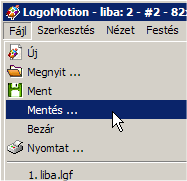 LogoMotion - liba: 2 - #2 - 82
Fájl Szerkesztés Nézet Festés
Új
Megnyit ...
Ment
Mentés ...
Bezár
Nyomtat ...
1. liba.lgf